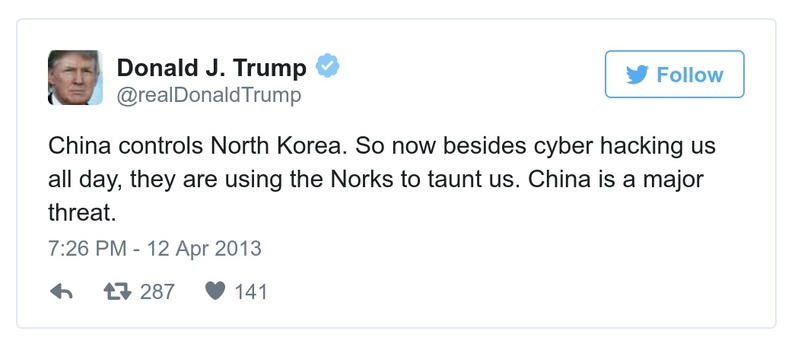 Donald J. Trump
@realDonaldTrump
Follow
China controls North Korea. So now besides cyber hacking us
all day, they are using the Norks to taunt us. China is a major
threat.
7:26 PM - 12 Apr 2013
287 141